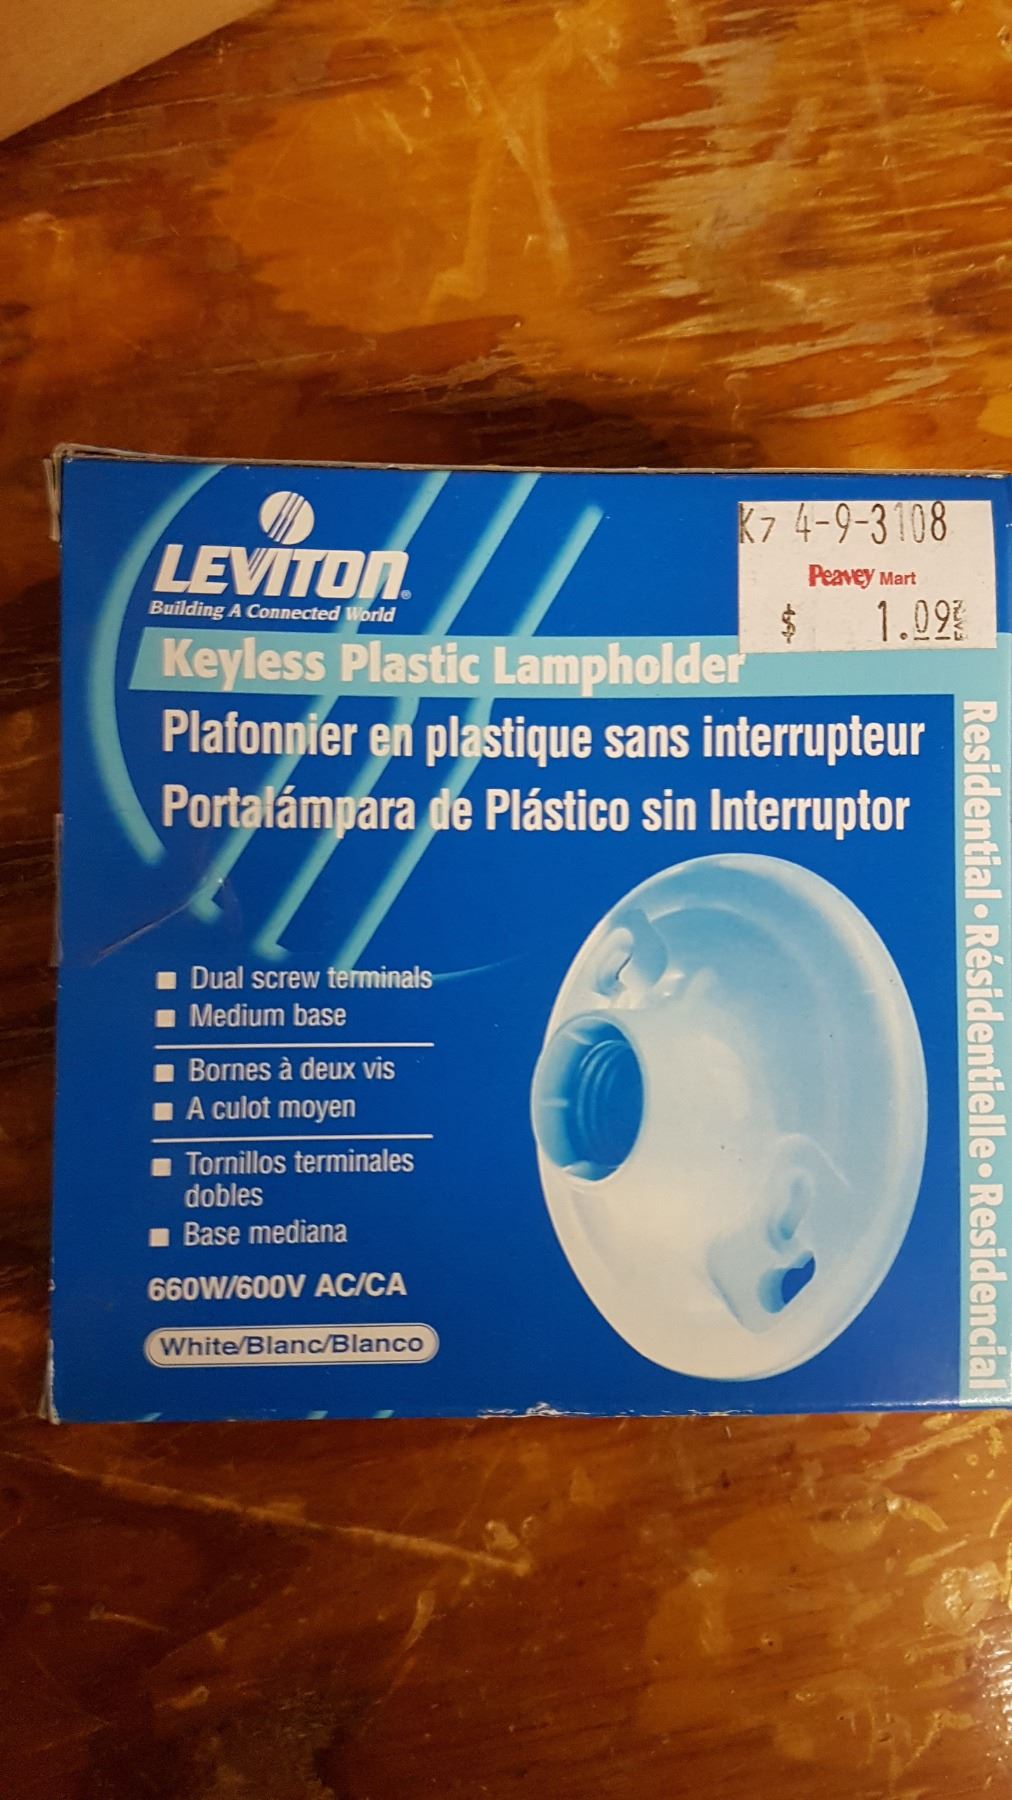 LEVITON®
Building A Connected World
K7 4-9-3108
Peavey Mart
$ 1.09
Keyless Plastic Lampholder
Plafonnier en plastique sans interrupteur
Portalámpara de Plástico sin Interruptor
Residential • Résidentielle • Residencial
■ Dual screw terminals
■ Medium base
■ Bornes à deux vis
■ A culot moyen
■ Tornillos terminales
dobles
■ Base mediana
660W/600V AC/CA
White/Blanc/Blanco